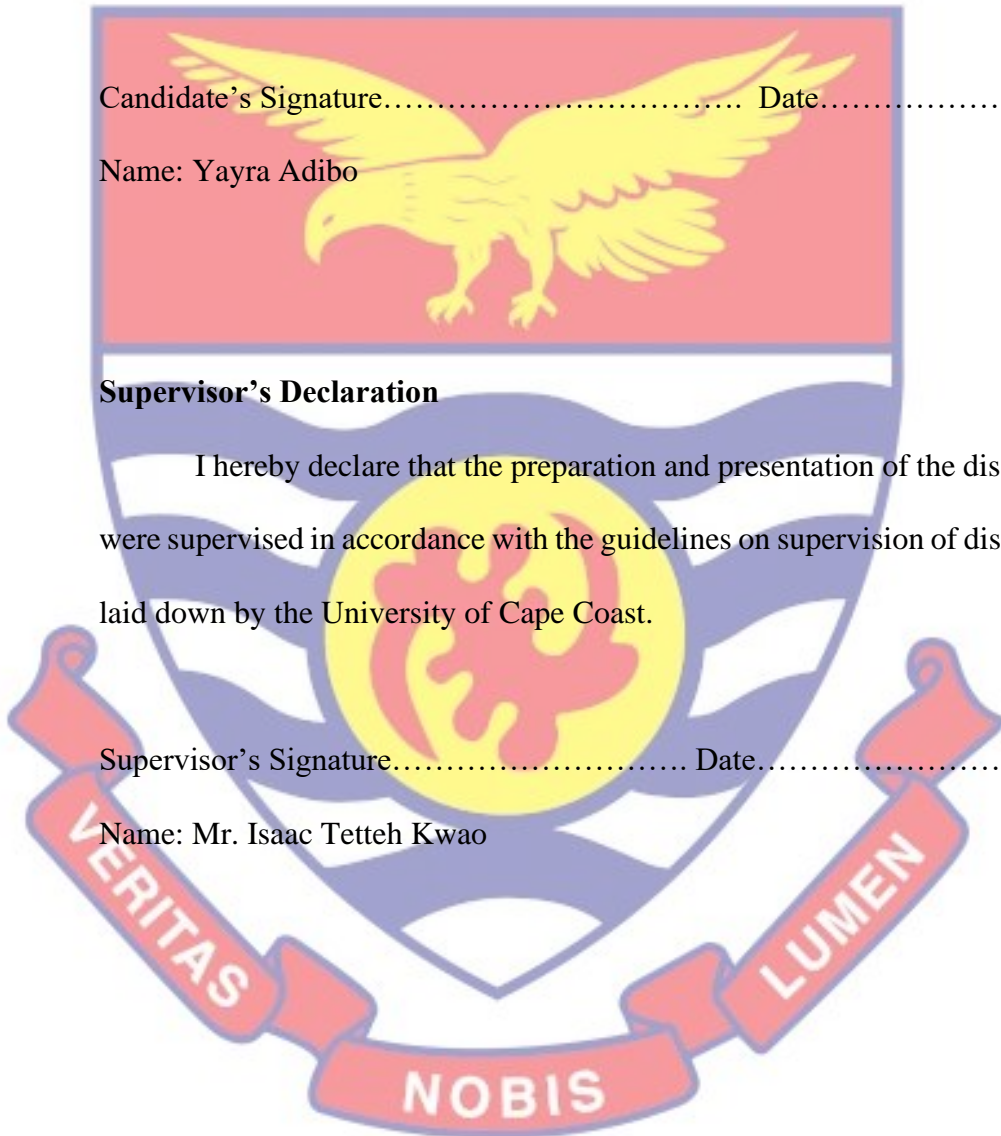 Candidate’s Signature………………………………. Date………………
Name: Yayra Adibo
Supervisor’s Declaration
I hereby declare that the preparation and presentation of the dis
were supervised in accordance with the guidelines on supervision of dis
laid down by the University of Cape Coast.
Supervisor’s Signature………………………. Date……………………
Name: Mr. Isaac Tetteh Kwao
VERITAS
NOBIS
LUMEN